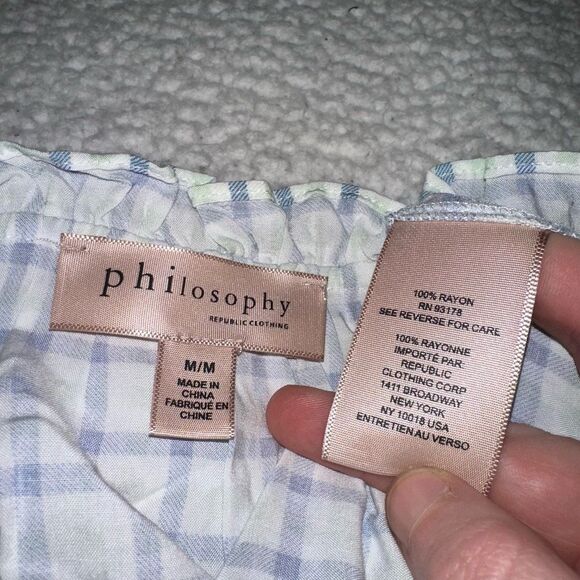 philosophy
REPUBLIC CLOTHING
M/M
MADE IN
CHINA
FABRIQUÉ EN
CHINE
100% RAYON
RN 93178
SEE REVERSE FOR CARE
100% RAYONNE
IMPORTÉ PAR:
REPUBLIC
CLOTHING CORP
1411 BROADWAY
NEW YORK
NY 10018 USA
ENTRETIEN AU VERSO